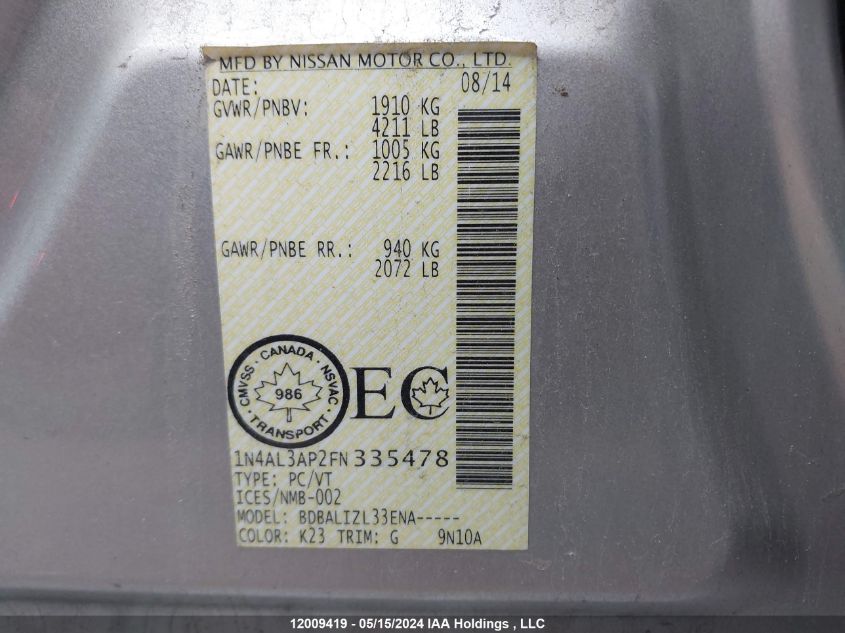 MFD BY NISSAN MOTOR CO., LTD.
DATE: 08/14
GVWR/PNBV: 1910 KG
4211 LB
GAWR/PNBE FR.: 1005 KG
2216 LB
GAWR/PNBE RR.: 940 KG
2072 LB
CMVSS · CANADA · NSVAC · TRANSPORT ·
986
EC
1N4AL3AP2FN335478
TYPE: PC/VT
ICES/NMB-002
MODEL: BDBALIZL33ENA-----
COLOR: K23 TRIM: G 9N10A
12009419 - 05/15/2024 IAA Holdings , LLC